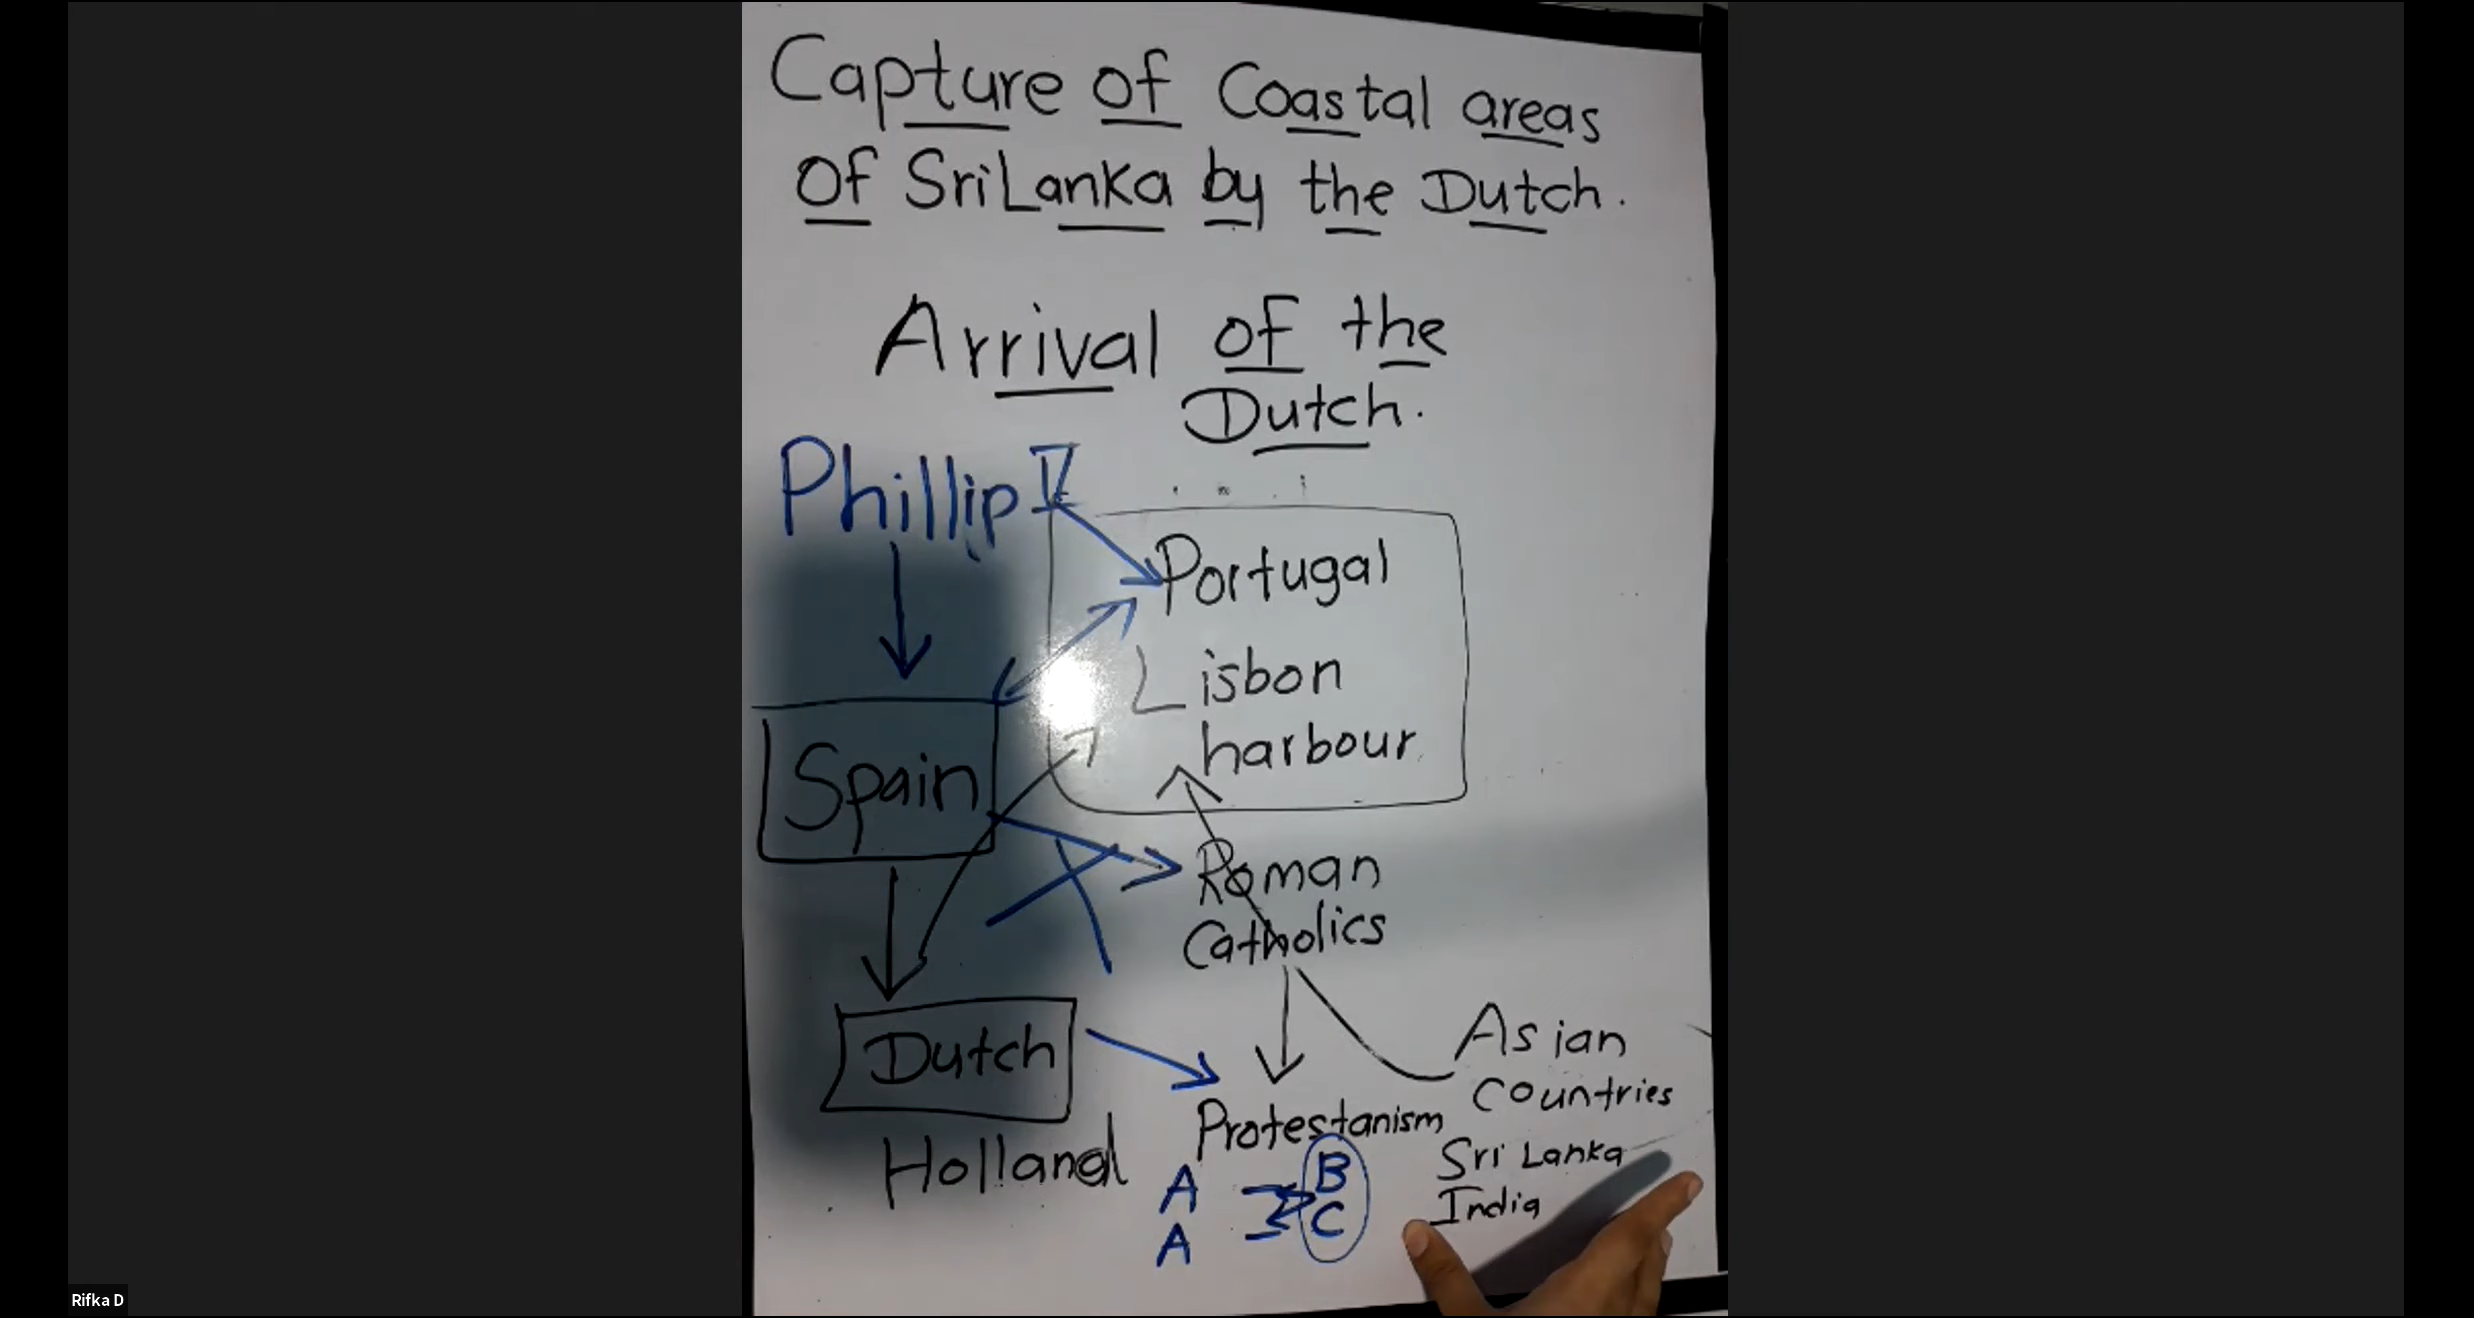 Capture of Coastal areas
Of SriLanka by the Dutch.
Arrival of the
Dutch.
Phillip
Portugal
Lisbon
harbour
Spain
Roman
Catholics
Dutch
Holland
Asian
countries
Protestanism
Sri Lanka
India
A B
A C
Rifka D